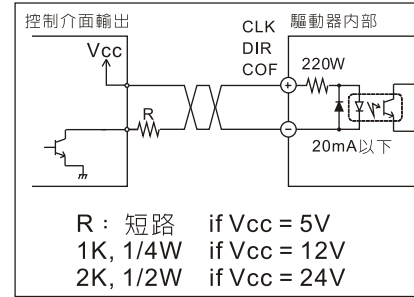 控制介面輸出
驅動器內部
Vcc
CLK
DIR
COF
220W
R
20mA以下
R： 短路 if Vcc = 5V
1K, 1/4W if Vcc = 12V
2K, 1/2W if Vcc = 24V